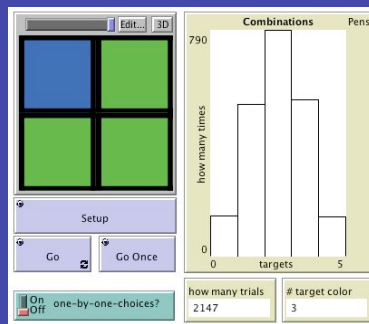 Edit...
3D
Setup
Go
Go Once
On
Off
one-by-one-choices?
Combinations
Pens
790
how many times
0
0
targets
5
how many trials
2147
# target color
3